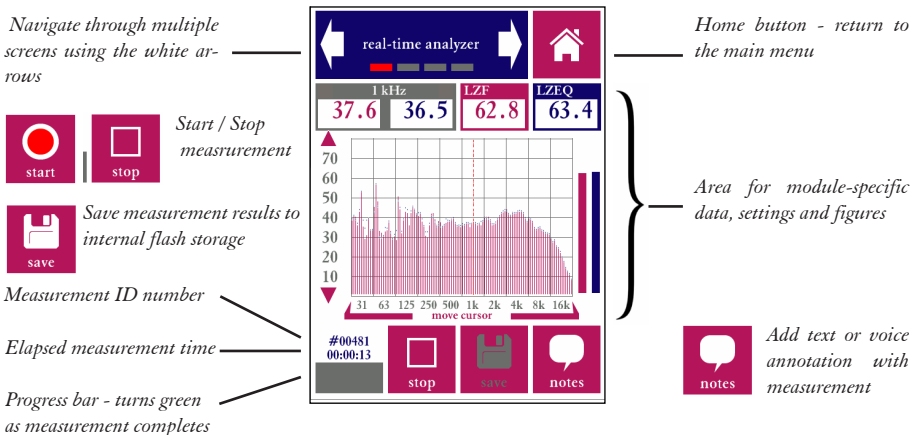 Navigate through multiple
screens using the white ar-
rows
start
stop
Start / Stop
measrurement
save
Save measurement results to
internal flash storage
Measurement ID number
Elapsed measurement time
Progress bar - turns green
as measurement completes
real-time analyzer
1 kHz
37.6 36.5
LZF
62.8
LZEQ
63.4
70
60
50
40
30
20
10
31 63 125 250 500 1k 2k 4k 8k 16k
move cursor
#00481
00:00:13
stop
save
notes
Home button - return to
the main menu
Area for module-specific
data, settings and figures
notes
Add text or voice
annotation with
measurement